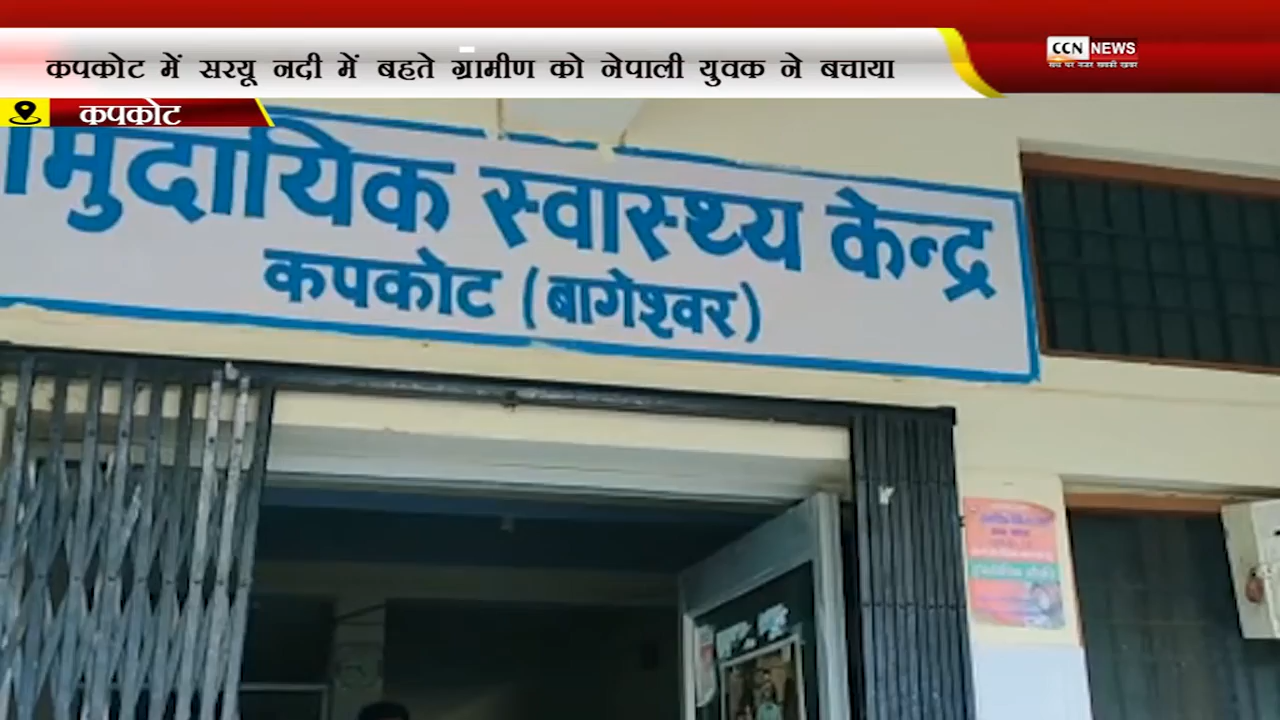 कपकोट में सरयू नदी में बहते ग्रामीण को नेपाली युवक ने बचाया
CCN NEWS
कपकोट
मुदायिक स्वास्थ्य केन्द्र
कपकोट (बागेश्वर)